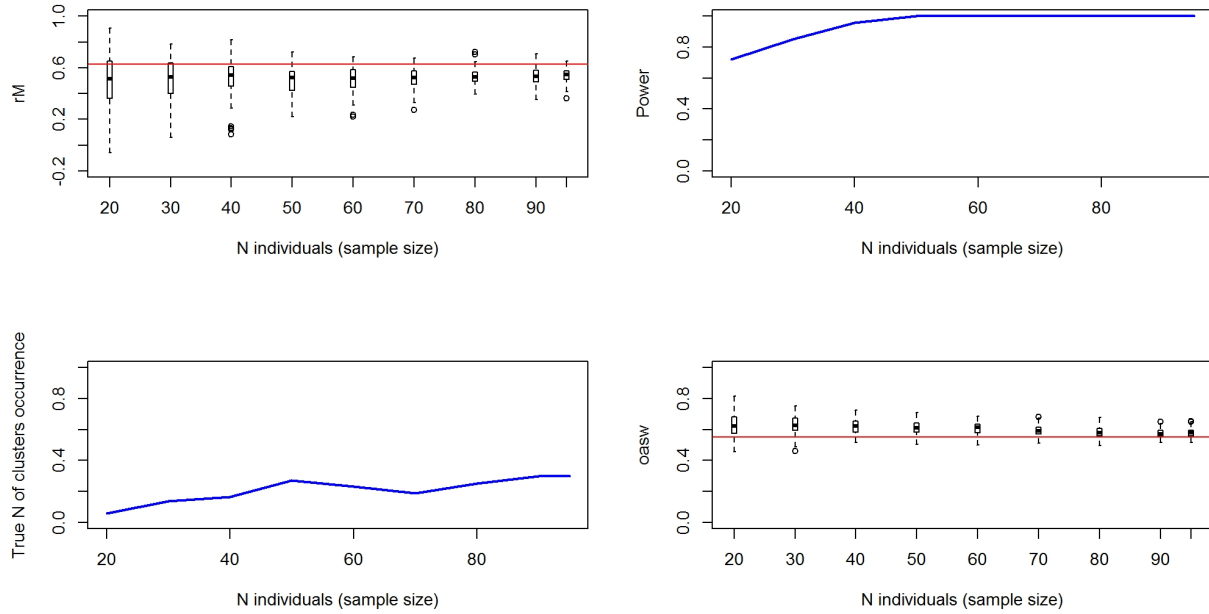 rM
1.0
0.6
0.2
-0.2
20 30 40 50 60 70 80 90
N individuals (sample size)
Power
0.8
0.4
0.0
20 40 60 80
N individuals (sample size)
True N of clusters occurrence
0.8
0.4
0.0
20 40 60 80
N individuals (sample size)
oasw
0.8
0.4
0.0
20 30 40 50 60 70 80 90
N individuals (sample size)